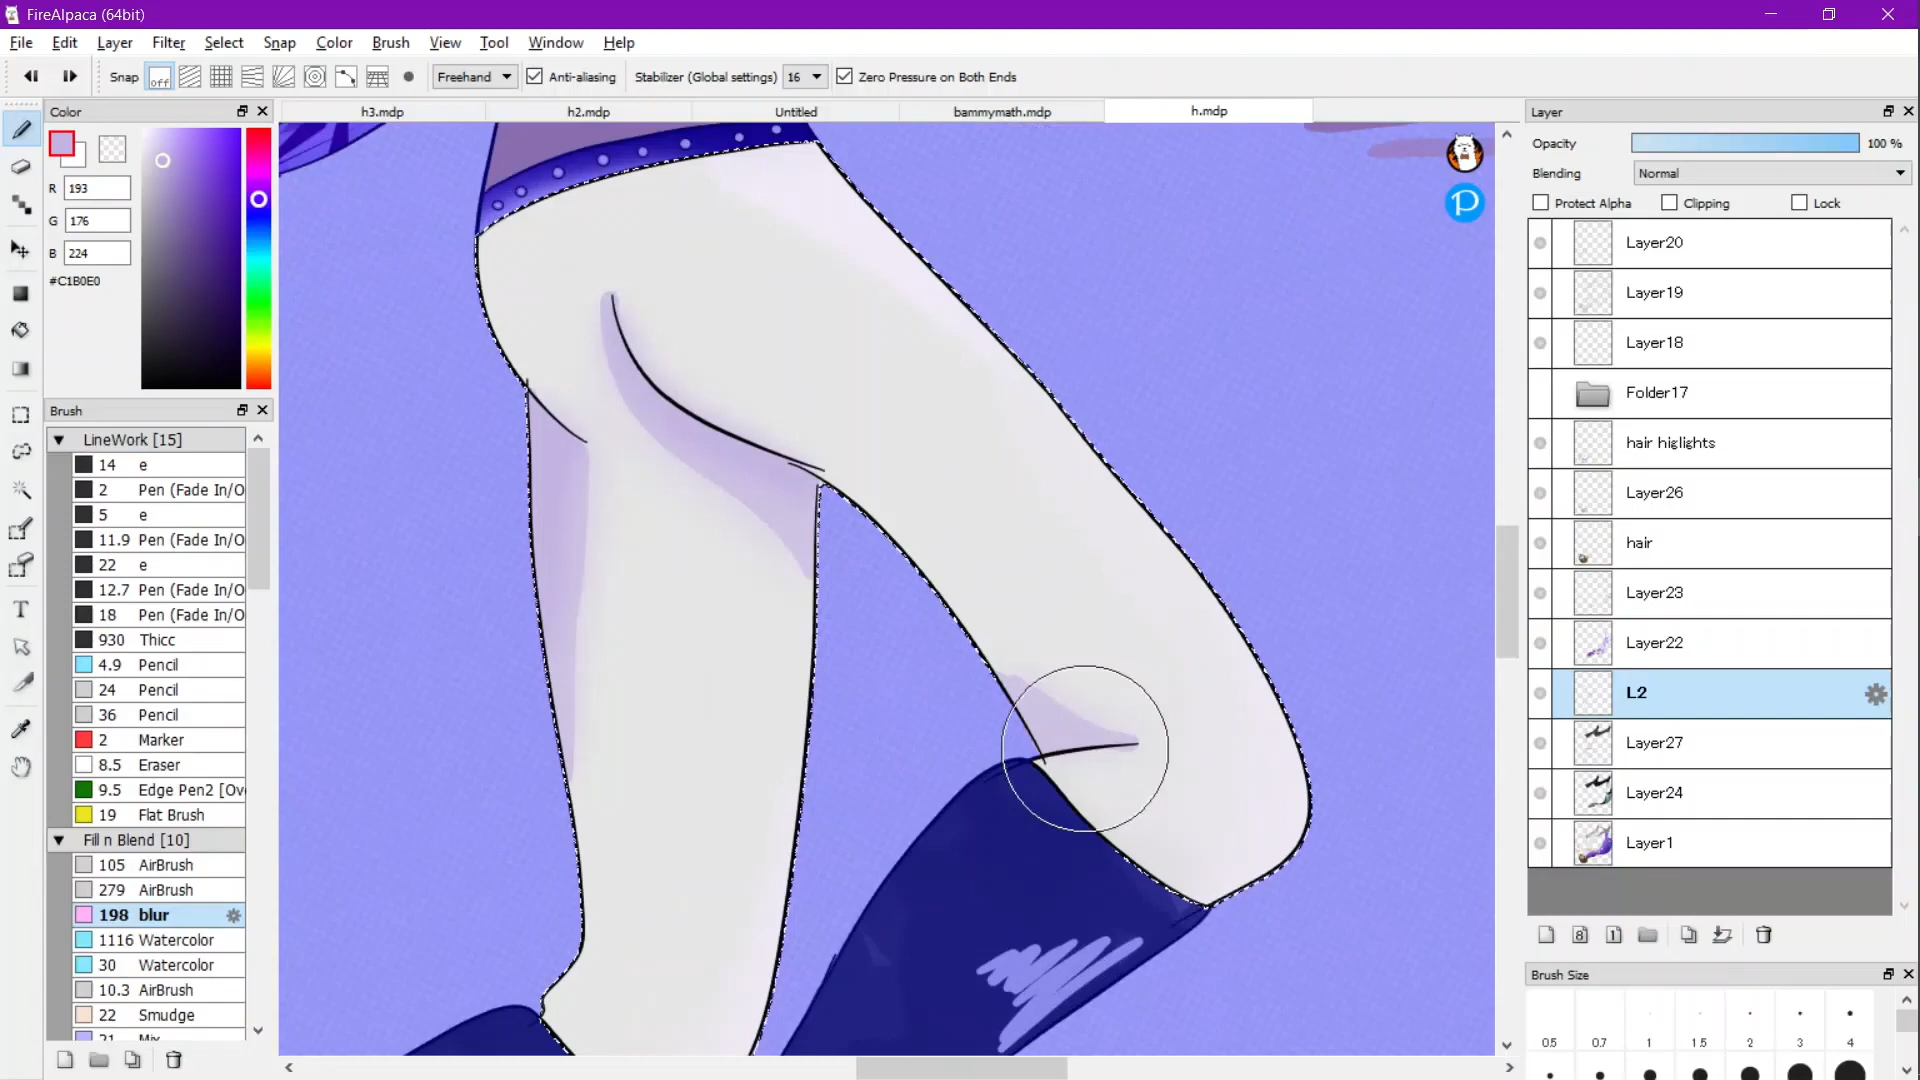 FireAlpaca (64bit)
File Edit Layer Filter Select Snap Color Brush View Tool Window Help
Snap off Freehand Anti-aliasing Stabilizer (Global settings) 16 Zero Pressure on Both Ends
Color
h3.mdp h2.mdp Untitled bammymath.mdp h.mdp
Layer
R 193
G 176
B 224
#C1B0E0
Brush
LineWork [15]
14 e
2 Pen (Fade In/O
5 e
11.9 Pen (Fade In/O
22 e
12.7 Pen (Fade In/O
18 Pen (Fade In/O
930 Thicc
4.9 Pencil
24 Pencil
36 Pencil
2 Marker
8.5 Eraser
9.5 Edge Pen2 [Ov
19 Flat Brush
Fill n Blend [10]
105 AirBrush
279 AirBrush
198 blur
1116 Watercolor
30 Watercolor
10.3 AirBrush
22 Smudge
T
P
Opacity 100 %
Blending Normal
Protect Alpha Clipping Lock
Layer20
Layer19
Layer18
Folder17
hair higlights
Layer26
hair
Layer23
Layer22
L2
Layer27
Layer24
Layer1
8 1
Brush Size
0.5 0.7 1 1.5 2 3 4